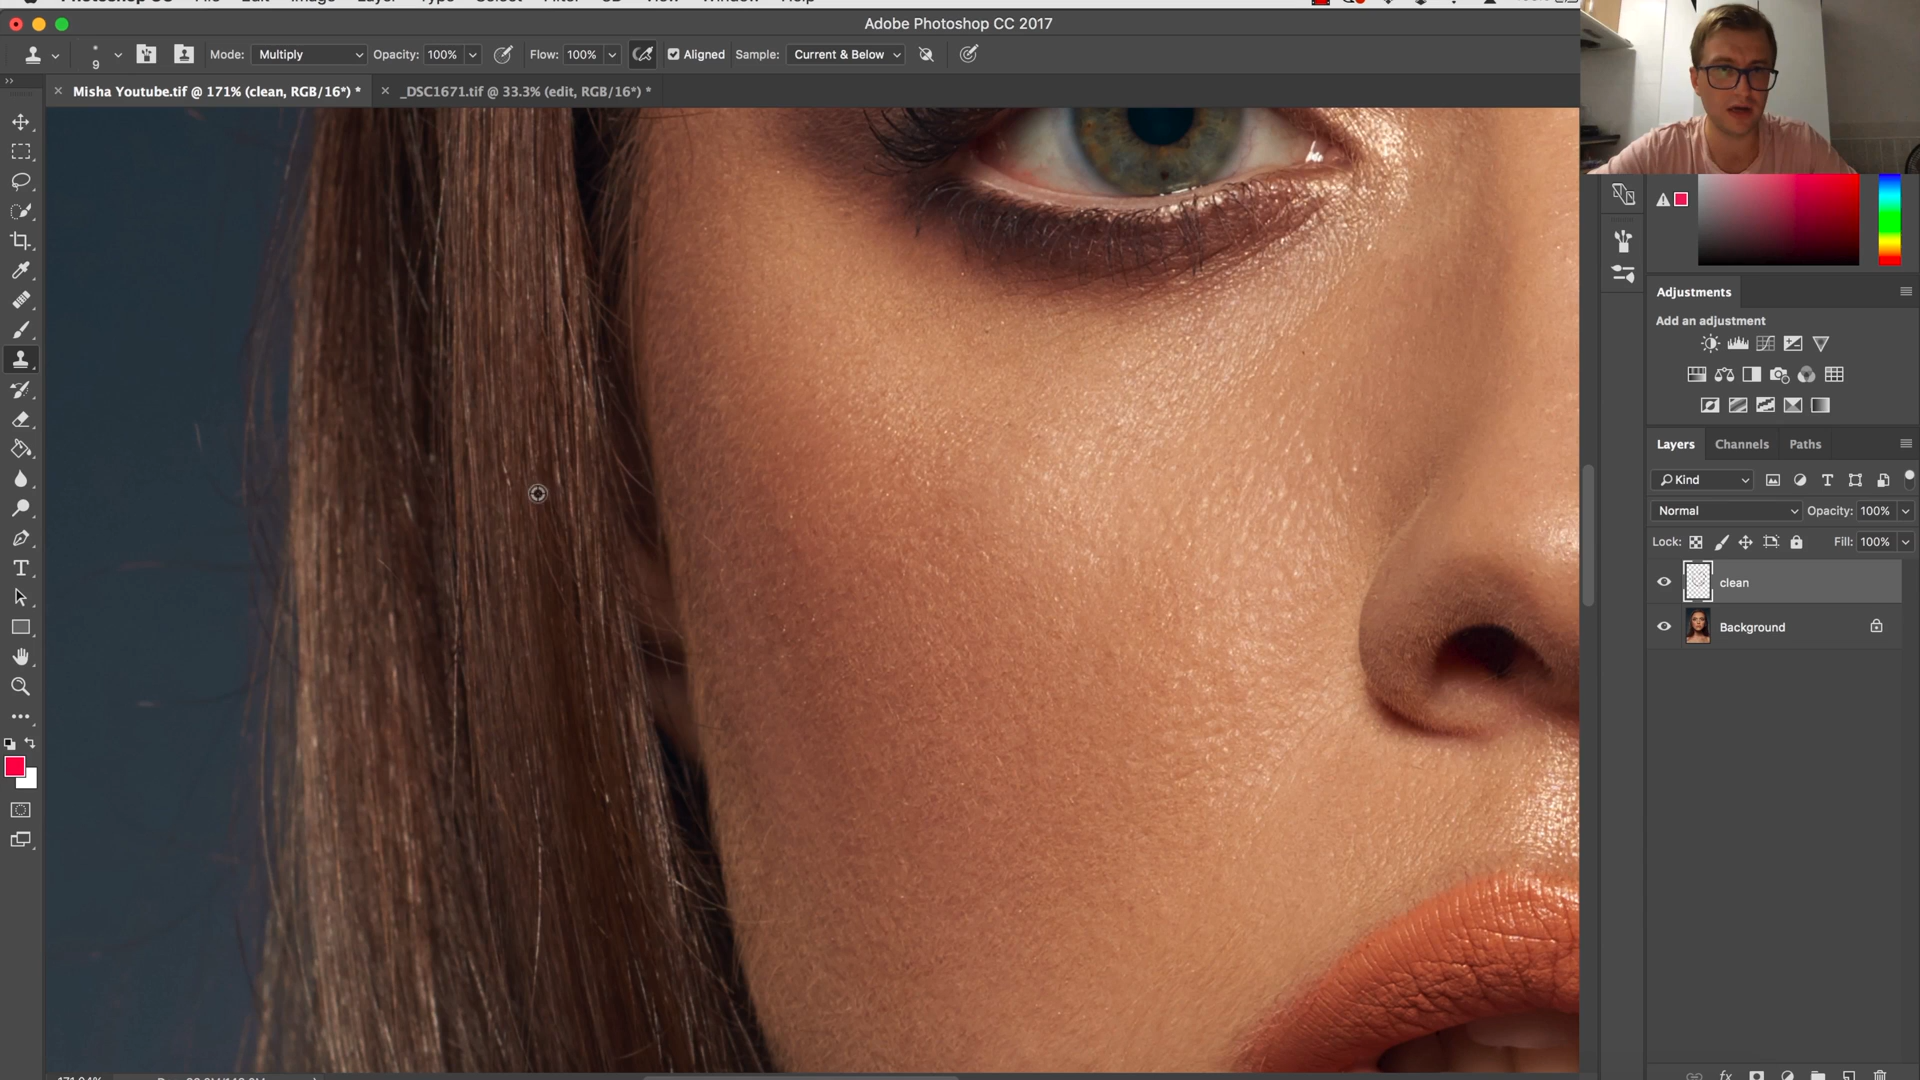 Photoshop CC File Edit Image Layer Type Select Filter 3D View Window Help
Adobe Photoshop CC 2017
9 Mode: Multiply Opacity: 100% Flow: 100% Aligned Sample: Current & Below
Misha Youtube.tif @ 171% (clean, RGB/16*) * _DSC1671.tif @ 33.3% (edit, RGB/16*) *
Adjustments
Add an adjustment
Layers Channels Paths
Kind
Normal Opacity: 100%
Lock: Fill: 100%
clean
Background